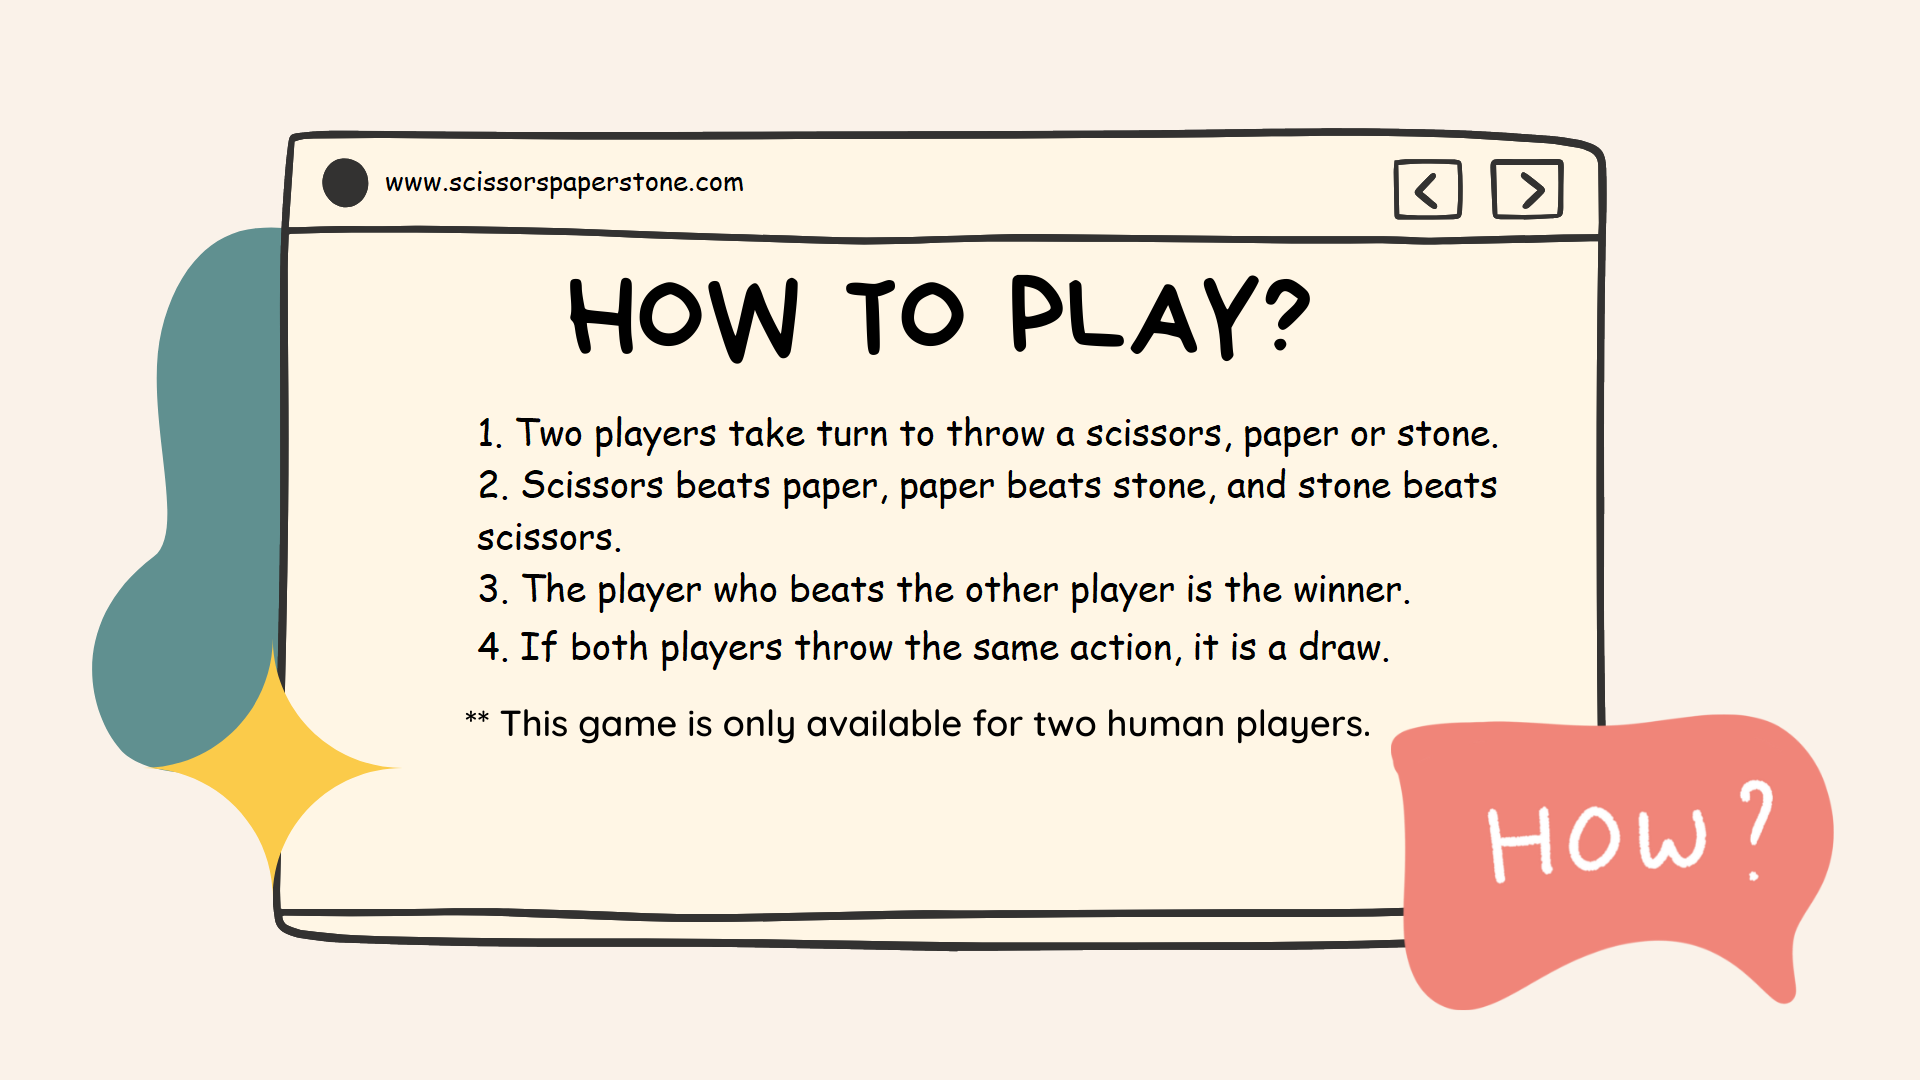 www.scissorspaperstone.com
HOW TO PLAY?
1. Two players take turn to throw a scissors, paper or stone.
2. Scissors beats paper, paper beats stone, and stone beats
scissors.
3. The player who beats the other player is the winner.
4. If both players throw the same action, it is a draw.
** This game is only available for two human players.
HOW?